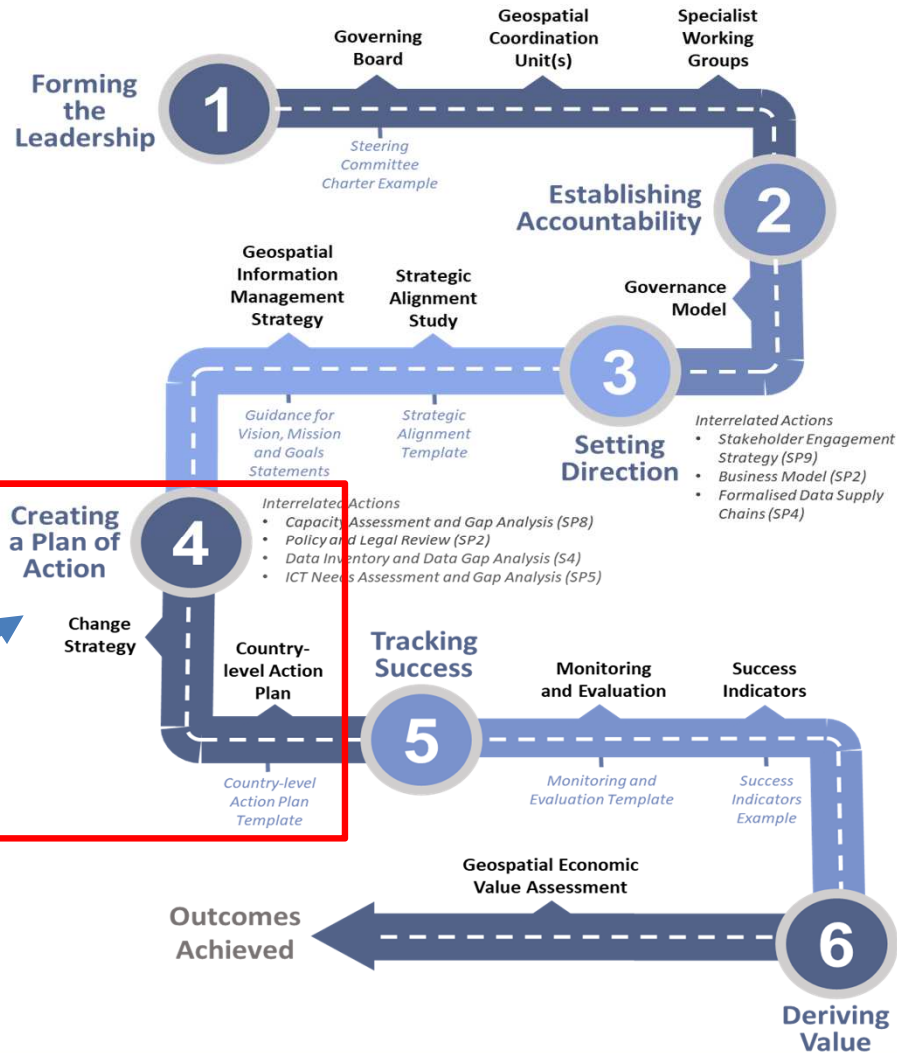 Forming
the
Leadership
1
Governing
Board
Geospatial
Coordination
Unit(s)
Specialist
Working
Groups
Steering
Committee
Charter Example
Establishing
Accountability
2
Governance
Model
Geospatial
Information
Management
Strategy
Strategic
Alignment
Study
3
Setting
Direction
Guidance for
Vision, Mission
and Goals
Statements
Strategic
Alignment
Template
Interrelated Actions
• Stakeholder Engagement
Strategy (SP9)
• Business Model (SP2)
• Formalised Data Supply
Chains (SP4)
Creating
a Plan of
Action
4
Interrelated Actions
• Capacity Assessment and Gap Analysis (SP8)
• Policy and Legal Review (SP2)
• Data Inventory and Data Gap Analysis (S4)
• ICT Needs Assessment and Gap Analysis (SP5)
Change
Strategy
Country-
level Action
Plan
Country-level
Action Plan
Template
Tracking
Success
5
Monitoring
and Evaluation
Success
Indicators
Monitoring and
Evaluation Template
Success
Indicators
Example
Geospatial Economic
Value Assessment
Outcomes
Achieved
6
Deriving
Value